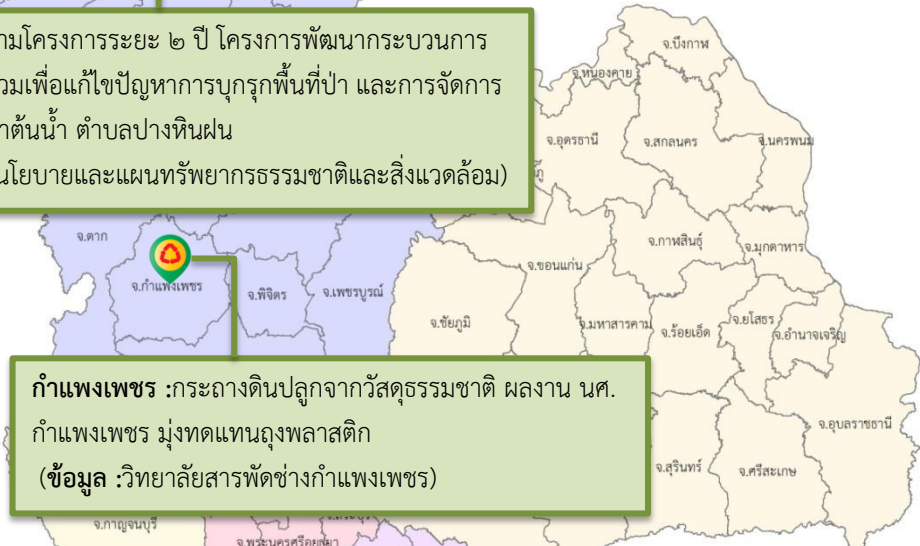 ามโครงการระยะ ๒ ปี โครงการพัฒนากระบวนการ
วมเพื่อแก้ไขปัญหาการบุกรุกพื้นที่ป่า และการจัดการ
าต้นน้ำ ตำบลปางหินฝน
นโยบายและแผนทรัพยากรธรรมชาติและสิ่งแวดล้อม)
จ.บึงกาฬ
จ.หนองคาย
จ.อุดรธานี
จ.สกลนคร
จ.นครพนม
จ.ตาก
จ.กำแพงเพชร
จ.พิจิตร
จ.เพชรบูรณ์
จ.ชัยภูมิ
จ.ขอนแก่น
จ.กาฬสินธุ์
จ.มุกดาหาร
จ.มหาสารคาม
จ.ร้อยเอ็ด
จ.ยโสธร
จ.อำนาจเจริญ
กำแพงเพชร :กระถางดินปลูกจากวัสดุธรรมชาติ ผลงาน นศ.
กำแพงเพชร มุ่งทดแทนถุงพลาสติก
(ข้อมูล :วิทยาลัยสารพัดช่างกำแพงเพชร)
จ.อุบลราชธานี
จ.สุรินทร์
จ.ศรีสะเกษ
จ.กาญจนบุรี
จ.พระนครศรีอยุธยา